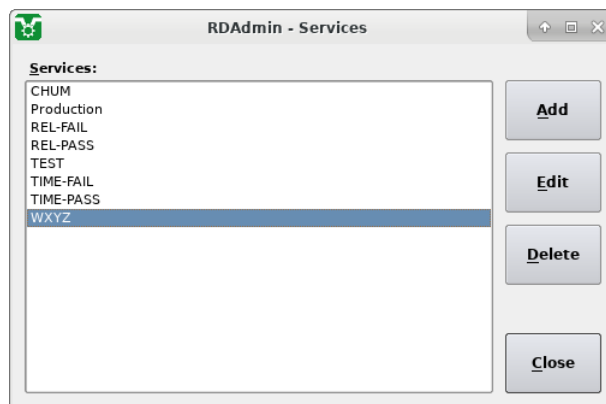 RDAdmin - Services
Services:
CHUM
Production
REL-FAIL
REL-PASS
TEST
TIME-FAIL
TIME-PASS
WXYZ
Add
Edit
Delete
Close